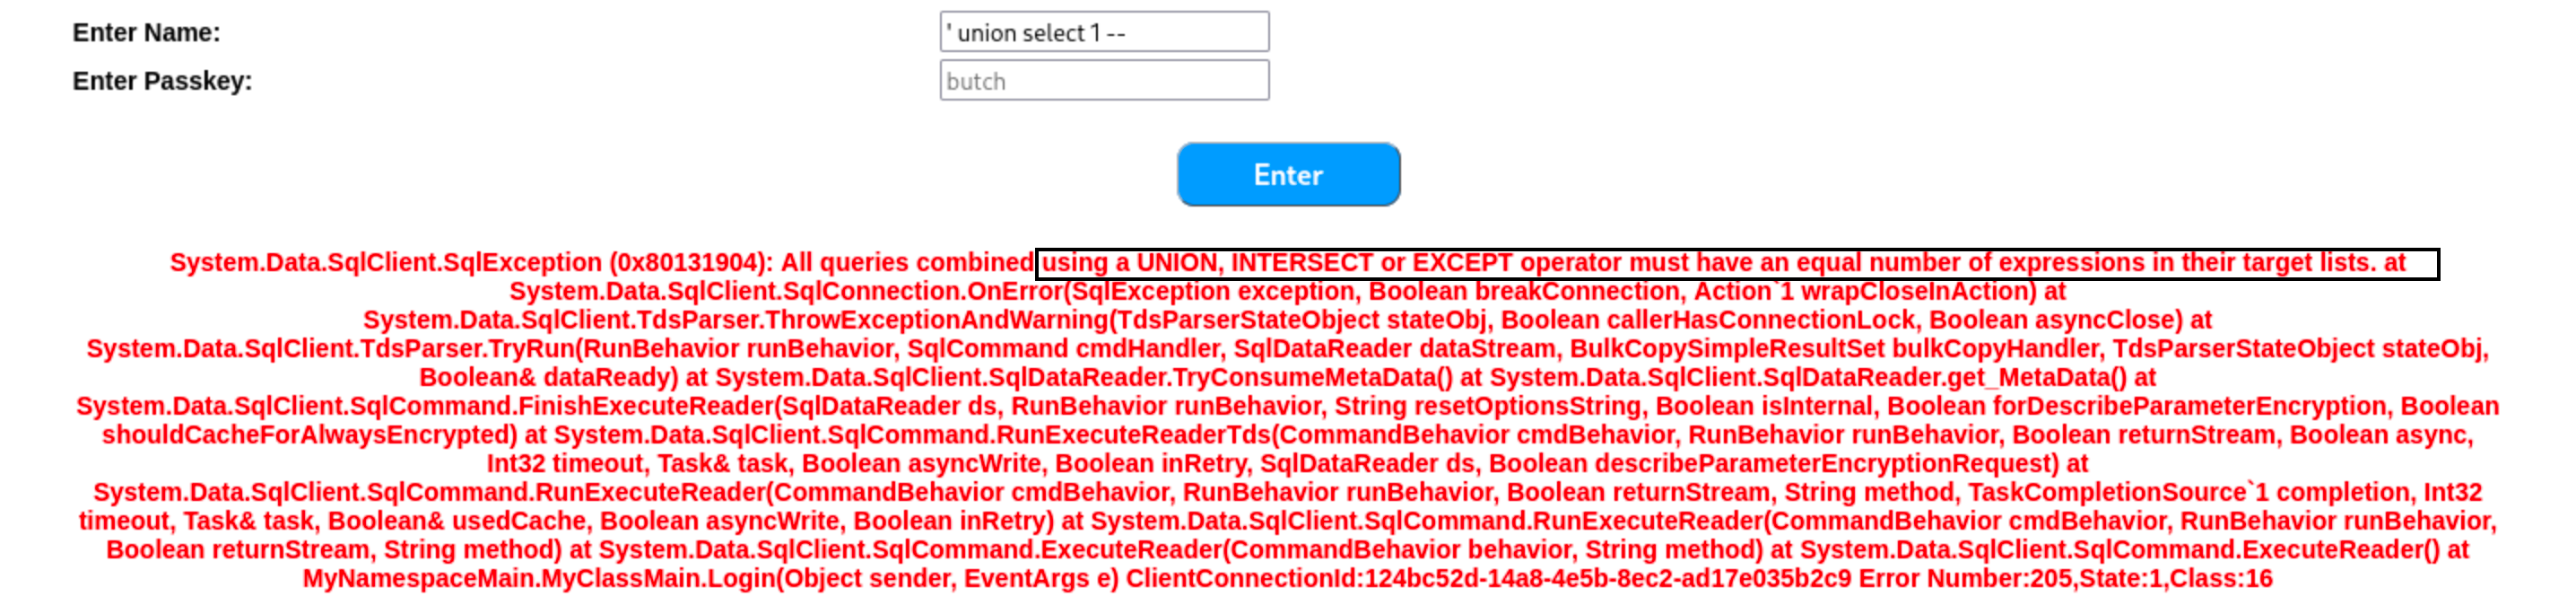 Enter Name:
' union select 1 --
Enter Passkey:
butch
Enter
System.Data.SqlClient.SqlException (0x80131904): All queries combined using a UNION, INTERSECT or EXCEPT operator must have an equal number of expressions in their target lists. at
System.Data.SqlClient.SqlConnection.OnError(SqlException exception, Boolean breakConnection, Action`1 wrapCloseInAction) at
System.Data.SqlClient.TdsParser.ThrowExceptionAndWarning(TdsParserStateObject stateObj, Boolean callerHasConnectionLock, Boolean asyncClose) at
System.Data.SqlClient.TdsParser.TryRun(RunBehavior runBehavior, SqlCommand cmdHandler, SqlDataReader dataStream, BulkCopySimpleResultSet bulkCopyHandler, TdsParserStateObject stateObj,
Boolean& dataReady) at System.Data.SqlClient.SqlDataReader.TryConsumeMetaData() at System.Data.SqlClient.SqlDataReader.get_MetaData() at
System.Data.SqlClient.SqlCommand.FinishExecuteReader(SqlDataReader ds, RunBehavior runBehavior, String resetOptionsString, Boolean isInternal, Boolean forDescribeParameterEncryption, Boolean
shouldCacheForAlwaysEncrypted) at System.Data.SqlClient.SqlCommand.RunExecuteReaderTds(CommandBehavior cmdBehavior, RunBehavior runBehavior, Boolean returnStream, Boolean async,
Int32 timeout, Task& task, Boolean asyncWrite, Boolean inRetry, SqlDataReader ds, Boolean describeParameterEncryptionRequest) at
System.Data.SqlClient.SqlCommand.RunExecuteReader(CommandBehavior cmdBehavior, RunBehavior runBehavior, Boolean returnStream, String method, TaskCompletionSource`1 completion, Int32
timeout, Task& task, Boolean& usedCache, Boolean asyncWrite, Boolean inRetry) at System.Data.SqlClient.SqlCommand.RunExecuteReader(CommandBehavior cmdBehavior, RunBehavior runBehavior,
Boolean returnStream, String method) at System.Data.SqlClient.SqlCommand.ExecuteReader(CommandBehavior behavior, String method) at System.Data.SqlClient.SqlCommand.ExecuteReader() at
MyNamespaceMain.MyClassMain.Login(Object sender, EventArgs e) ClientConnectionId:124bc52d-14a8-4e5b-8ec2-ad17e035b2c9 Error Number:205,State:1,Class:16